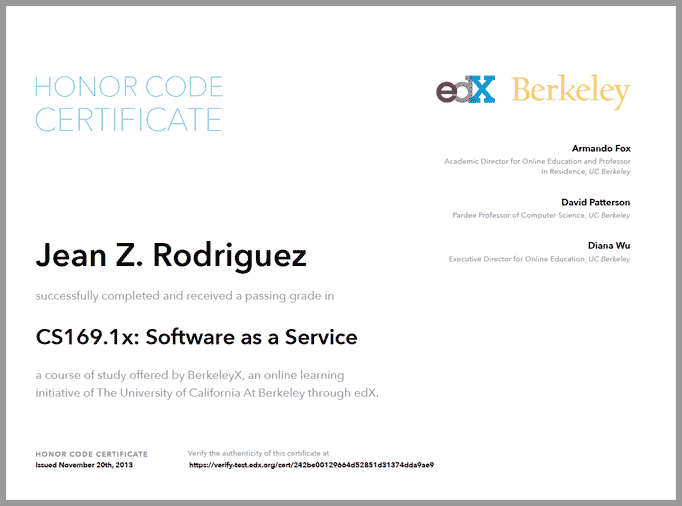 HONOR CODE
CERTIFICATE
edX Berkeley
Armando Fox
Academic Director for Online Education and Professor
In Residence, UC Berkeley
David Patterson
Pardee Professor of Computer Science, UC Berkeley
Diana Wu
Executive Director for Online Education, UC Berkeley
Jean Z. Rodriguez
successfully completed and received a passing grade in
CS169.1x: Software as a Service
a course of study offered by BerkeleyX, an online learning
initiative of The University of California At Berkeley through edX.
HONOR CODE CERTIFICATE
Issued November 20th, 2013
Verify the authenticity of this certificate at
https://verify-test.edx.org/cert/242be00129664d52851d31374dda9ae9